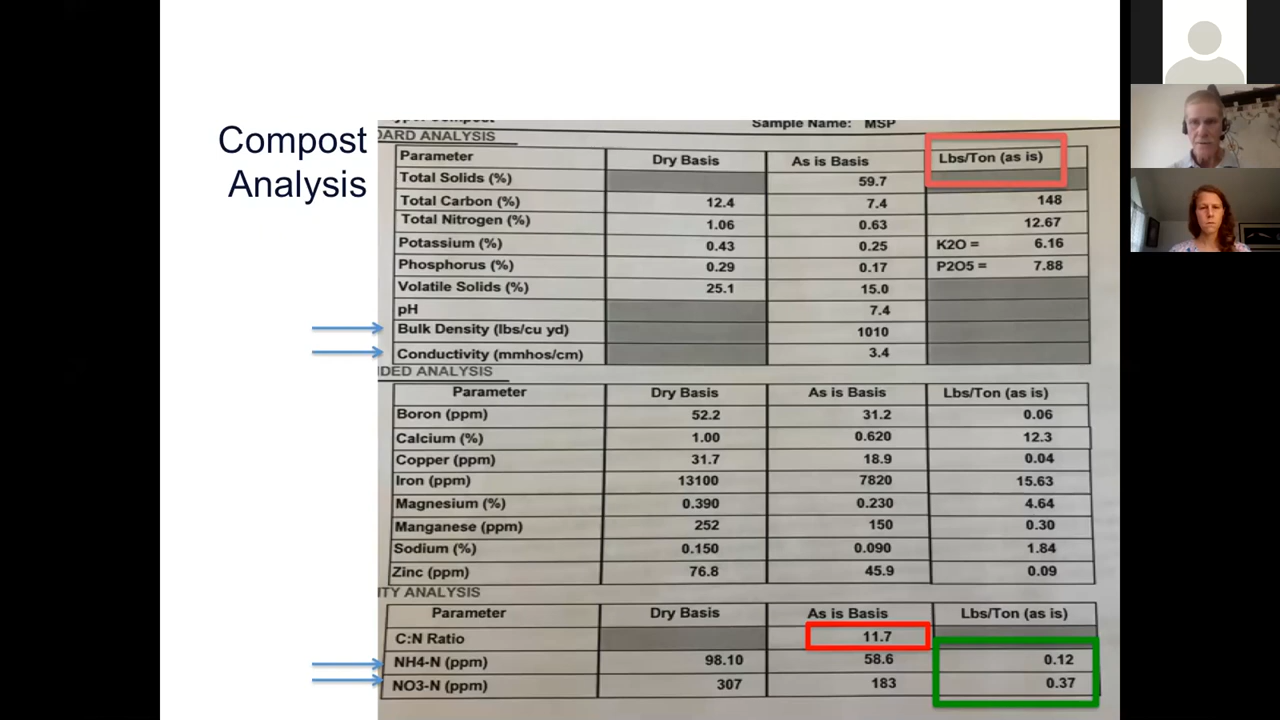 Compost
Analysis
Sample Name: MSP
DARD ANALYSIS
Parameter Dry Basis As is Basis Lbs/Ton (as is)
Total Solids (%) 59.7
Total Carbon (%) 12.4 7.4 148
Total Nitrogen (%) 1.06 0.63 12.67
Potassium (%) 0.43 0.25 K2O = 6.16
Phosphorus (%) 0.29 0.17 P2O5 = 7.88
Volatile Solids (%) 25.1 15.0
pH 7.4
Bulk Density (lbs/cu yd) 1010
Conductivity (mmhos/cm) 3.4
DED ANALYSIS
Parameter Dry Basis As is Basis Lbs/Ton (as is)
Boron (ppm) 52.2 31.2 0.06
Calcium (%) 1.00 0.620 12.3
Copper (ppm) 31.7 18.9 0.04
Iron (ppm) 13100 7820 15.63
Magnesium (%) 0.390 0.230 4.64
Manganese (ppm) 252 150 0.30
Sodium (%) 0.150 0.090 1.84
Zinc (ppm) 76.8 45.9 0.09
ITY ANALYSIS
Parameter Dry Basis As is Basis Lbs/Ton (as is)
C:N Ratio 11.7
NH4-N (ppm) 98.10 58.6 0.12
NO3-N (ppm) 307 183 0.37